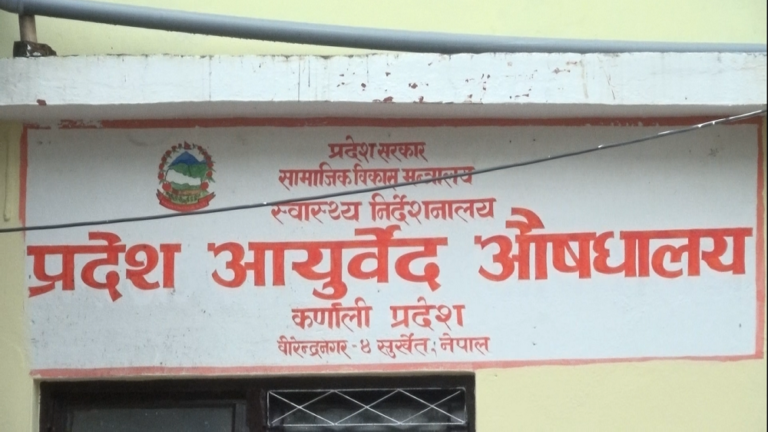 प्रदेश सरकार
सामाजिक विकास मन्त्रालय
स्वास्थ्य निर्देशनालय
प्रदेश आयुर्वेद औषधालय
कर्णाली प्रदेश
वीरेन्द्रनगर - ४ सुर्खेत, नेपाल